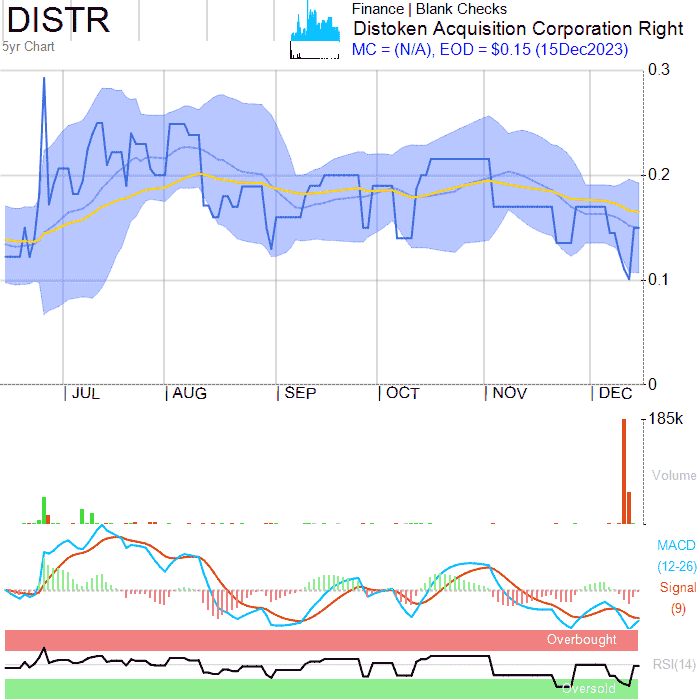 DISTR
5yr Chart
Finance | Blank Checks
Distoken Acquisition Corporation Right
MC = (N/A), EOD = $0.15 (15Dec2023)
0.3
0.2
0.1
0
JUL
AUG
SEP
OCT
NOV
DEC
185k
Volume
MACD
(12-26)
Signal
(9)
Overbought
RSI(14)
Oversold